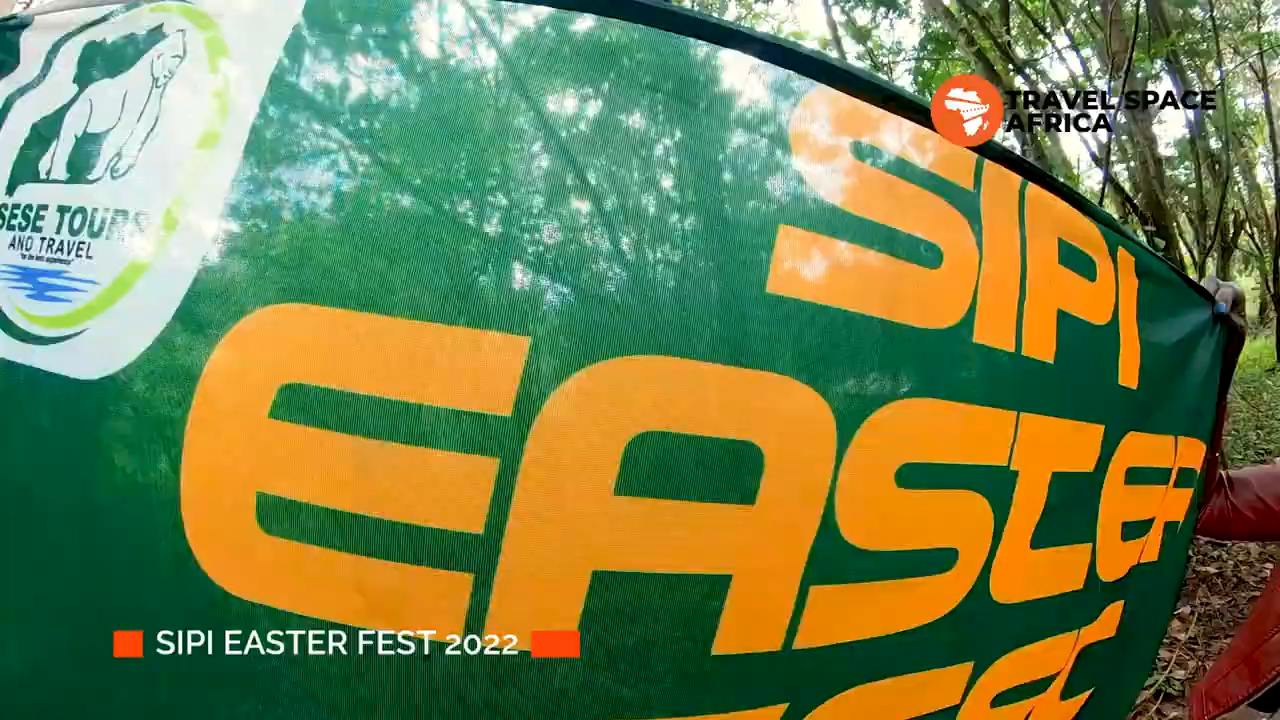 TRAVEL SPACE
AFRICA
SESE TOURS
AND TRAVEL
SIPI
EASTER
SIPI EASTER FEST 2022